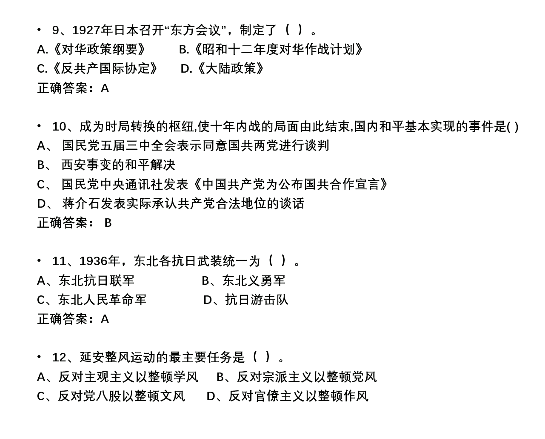 • 9、1927年日本召开“东方会议”，制定了（ ）。
A.《对华政策纲要》 B.《昭和十二年度对华作战计划》
C.《反共产国际协定》 D.《大陆政策》
正确答案：A
• 10、成为时局转换的枢纽,使十年内战的局面由此结束,国内和平基本实现的事件是( )
A、 国民党五届三中全会表示同意国共两党进行谈判
B、 西安事变的和平解决
C、 国民党中央通讯社发表《中国共产党为公布国共合作宣言》
D、 蒋介石发表实际承认共产党合法地位的谈话
正确答案： B
• 11、1936年，东北各抗日武装统一为（ ）。
A、东北抗日联军 B、东北义勇军
C、东北人民革命军 D、抗日游击队
正确答案：A
• 12、延安整风运动的最主要任务是（ ）。
A、反对主观主义以整顿学风 B、反对宗派主义以整顿党风
C、反对党八股以整顿文风 D、反对官僚主义以整顿作风